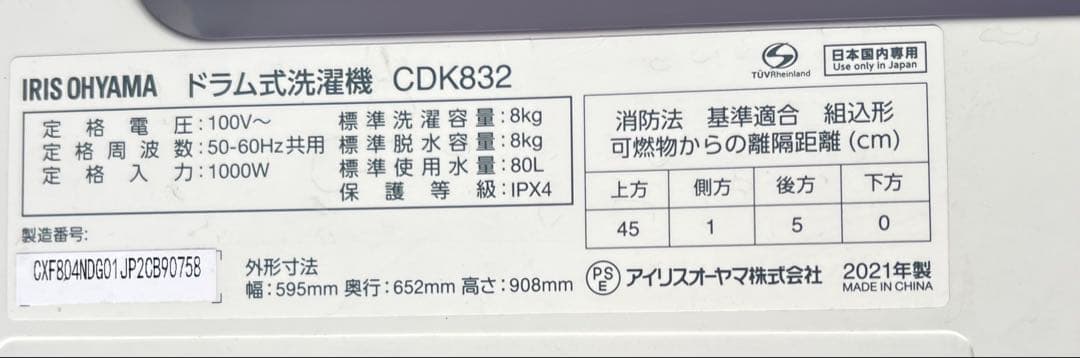 IRIS OHYAMA ドラム式洗濯機 CDK832
TÜVRheinland
日本国内専用
Use only in Japan
定格電圧:100V～
定格周波数:50-60Hz共用
定格入力:1000W
標準洗濯容量:8kg
標準脱水容量:8kg
標準使用水量:80L
保護等級:IPX4
消防法 基準適合 組込形
可燃物からの離隔距離(cm)
上方 側方 後方 下方
45 1 5 0
製造番号:
CXF804NDG01JP2CB90758
外形寸法
幅:595mm 奥行:652mm 高さ:908mm
PSE アイリスオーヤマ株式会社
2021年製
MADE IN CHINA